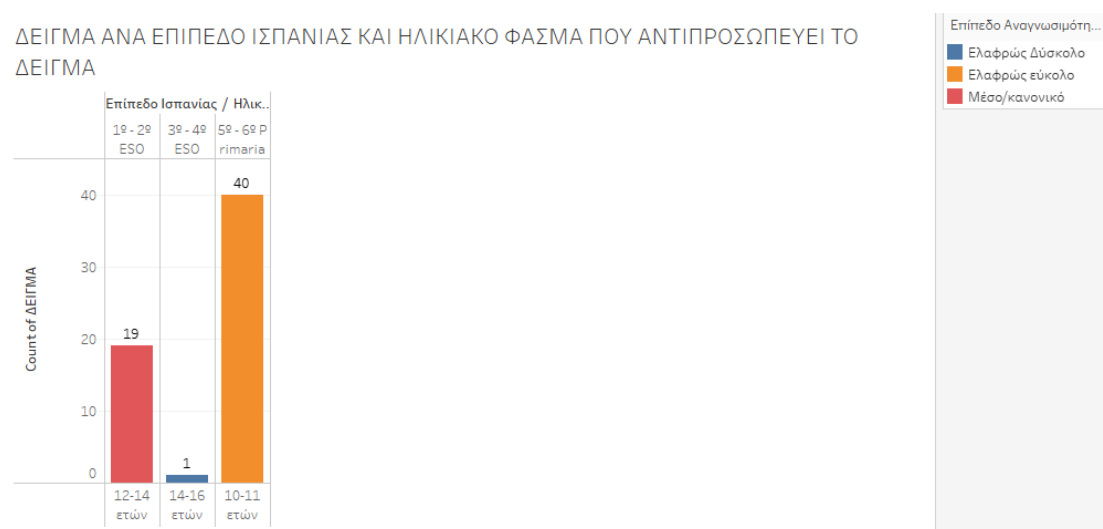 ΔΕΙΓΜΑ ΑΝΑ ΕΠΙΠΕΔΟ ΙΣΠΑΝΙΑΣ ΚΑΙ ΗΛΙΚΙΑΚΟ ΦΑΣΜΑ ΠΟΥ ΑΝΤΙΠΡΟΣΩΠΕΥΕΙ ΤΟ
ΔΕΙΓΜΑ
Επίπεδο Ισπανίας / Ηλικ..
1º - 2º
ESO
3º - 4º
ESO
5º - 6º P
rimaria
Count of ΔΕΙΓΜΑ
40
30
20
10
0
19
1
40
12-14
ετών
14-16
ετών
10-11
ετών
Επίπεδο Αναγνωσιμότη...
Ελαφρώς Δύσκολο
Ελαφρώς εύκολο
Μέσο/κανονικό